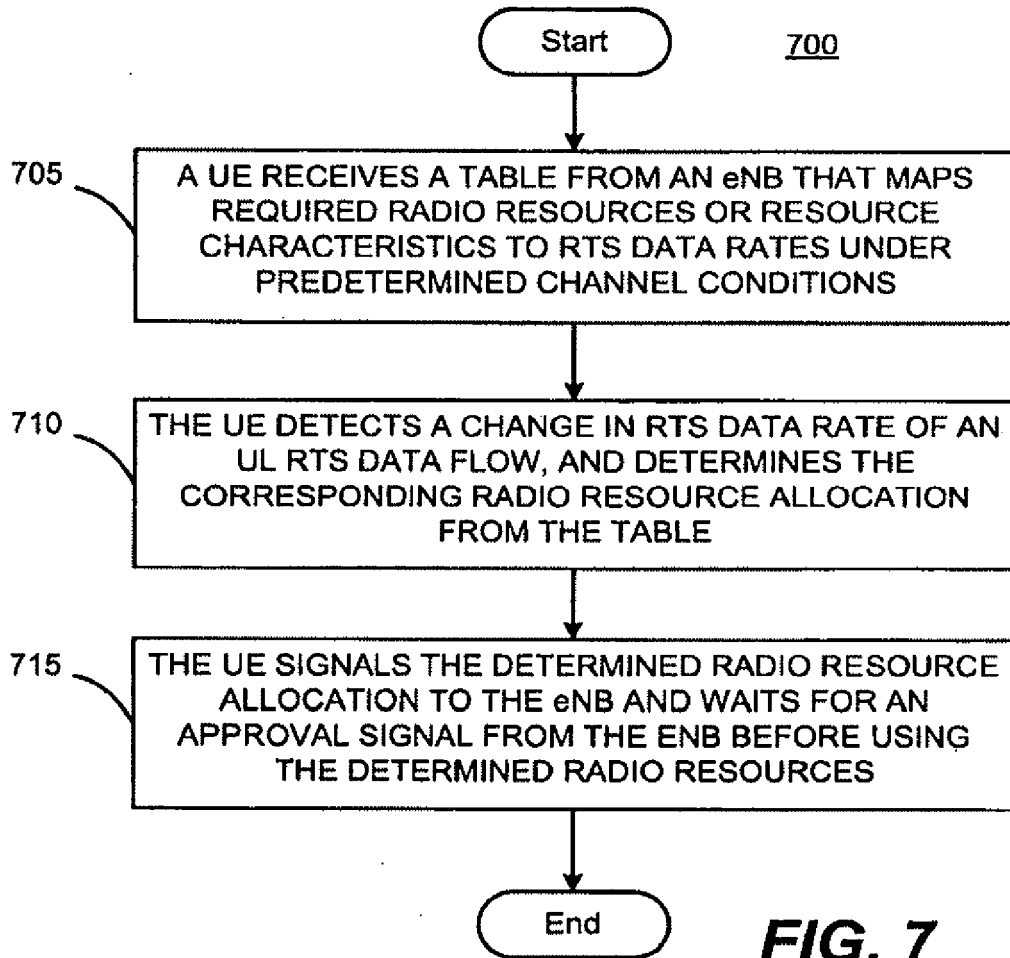 Start
700
705
A UE RECEIVES A TABLE FROM AN eNB THAT MAPS
REQUIRED RADIO RESOURCES OR RESOURCE
CHARACTERISTICS TO RTS DATA RATES UNDER
PREDETERMINED CHANNEL CONDITIONS
710
THE UE DETECTS A CHANGE IN RTS DATA RATE OF AN
UL RTS DATA FLOW, AND DETERMINES THE
CORRESPONDING RADIO RESOURCE ALLOCATION
FROM THE TABLE
715
THE UE SIGNALS THE DETERMINED RADIO RESOURCE
ALLOCATION TO THE eNB AND WAITS FOR AN
APPROVAL SIGNAL FROM THE ENB BEFORE USING
THE DETERMINED RADIO RESOURCES
End
FIG. 7